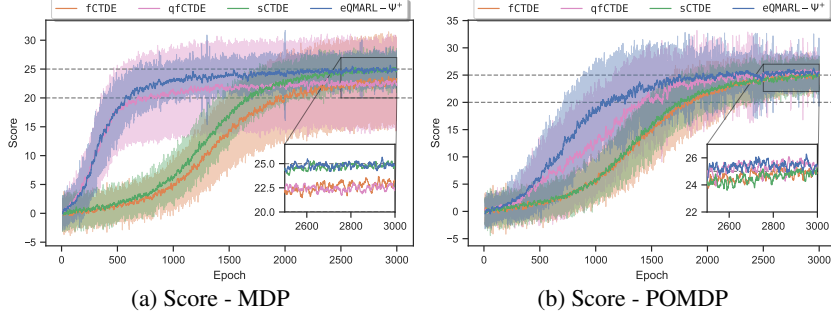 fCTDE qfCTDE sCTDE eQMARL−Ψ⁺
35
30
25
20
15
10
5
0
−5
Score
25.0
22.5
20.0
2600 2800 3000
0 500 1000 1500 2000 2500 3000
Epoch
(a) Score - MDP
fCTDE qfCTDE sCTDE eQMARL−Ψ⁺
35
30
25
20
15
10
5
0
−5
Score
26
24
22
2600 2800 3000
0 500 1000 1500 2000 2500 3000
Epoch
(b) Score - POMDP